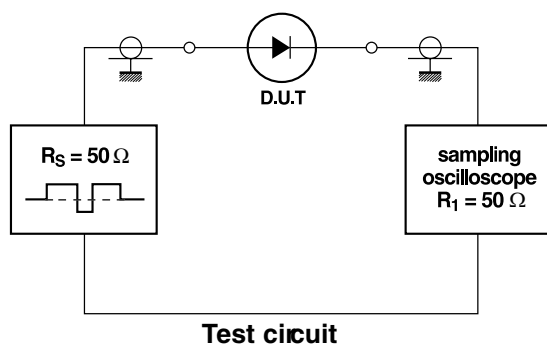 D.U.T
R_S = 50 Ω
sampling
oscilloscope
R_1 = 50 Ω
Test circuit